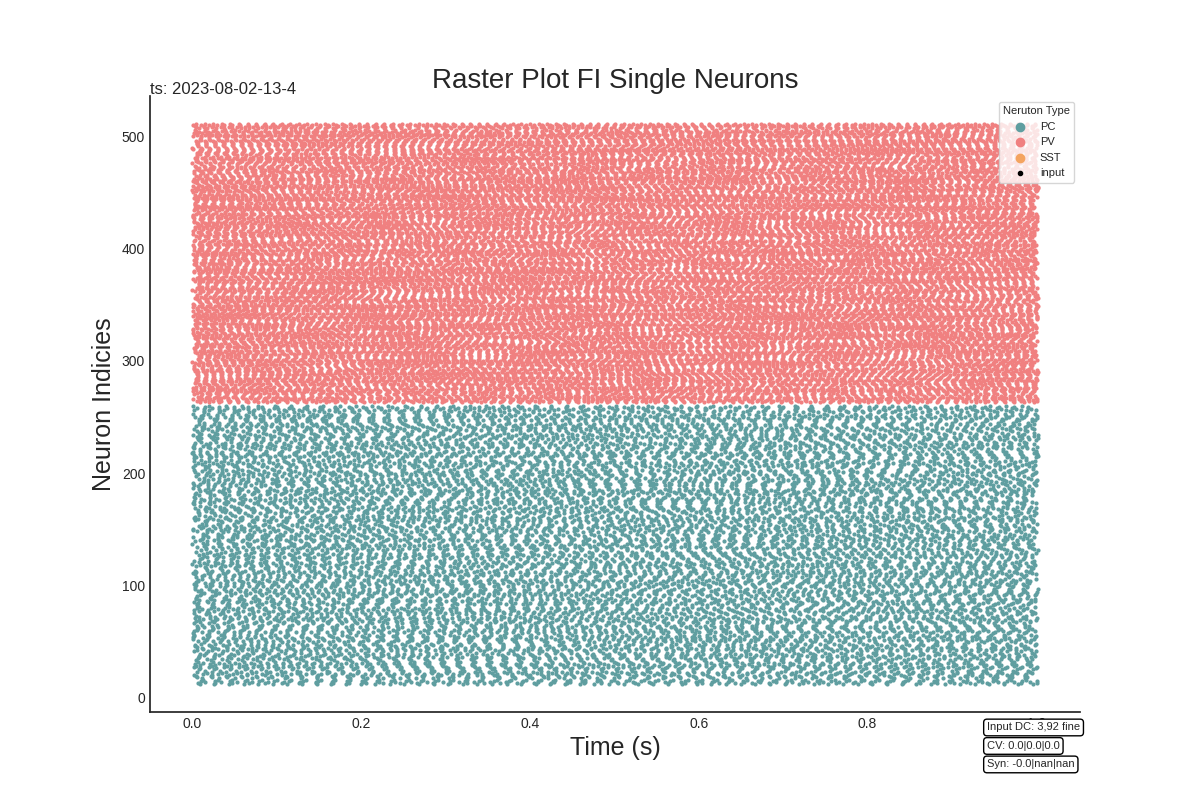 Raster Plot FI Single Neurons
ts: 2023-08-02-13-4
Neruton Type
PC
PV
SST
input
Neuron Indicies
500
400
300
200
100
0
0.0 0.2 0.4 0.6 0.8
Time (s)
Input DC: 3,92 fine
CV: 0.0|0.0|0.0
Syn: -0.0|nan|nan